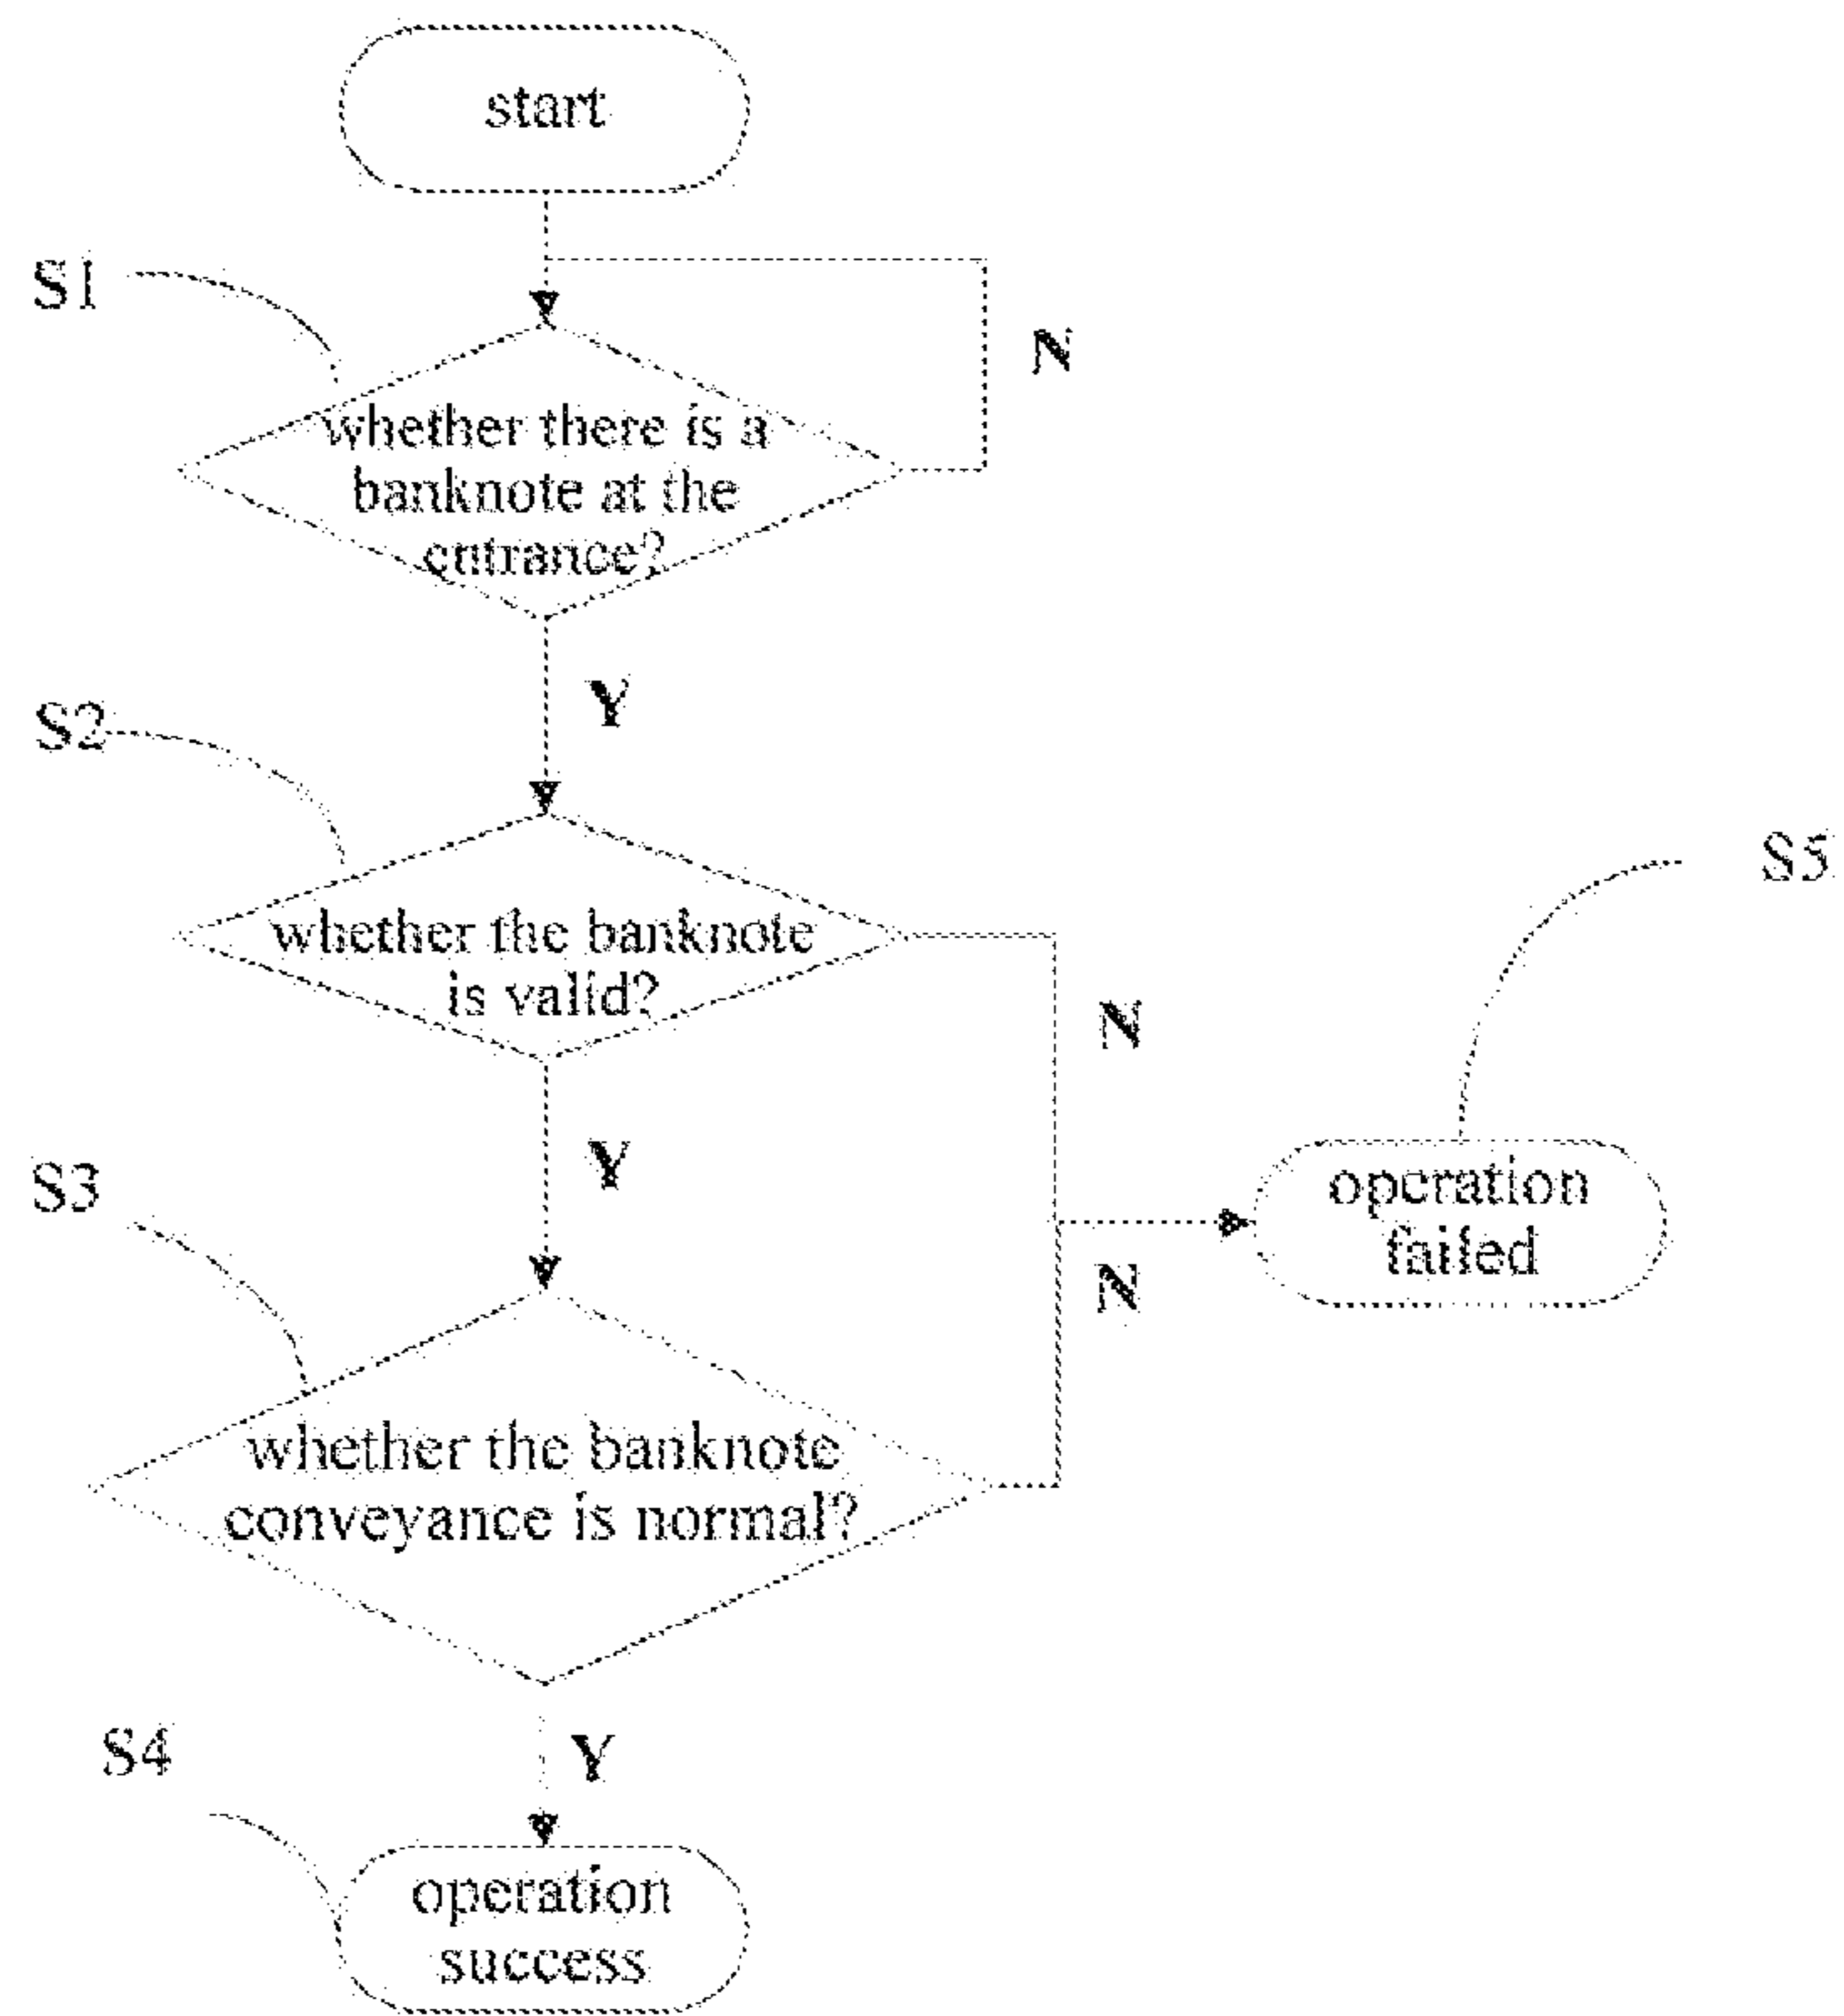 start
S1
N
whether there is a
banknote at the
entrance?
Y
S2
S5
whether the banknote
is valid?
N
Y
S3
operation
failed
N
whether the banknote
conveyance is normal?
S4
Y
operation
success